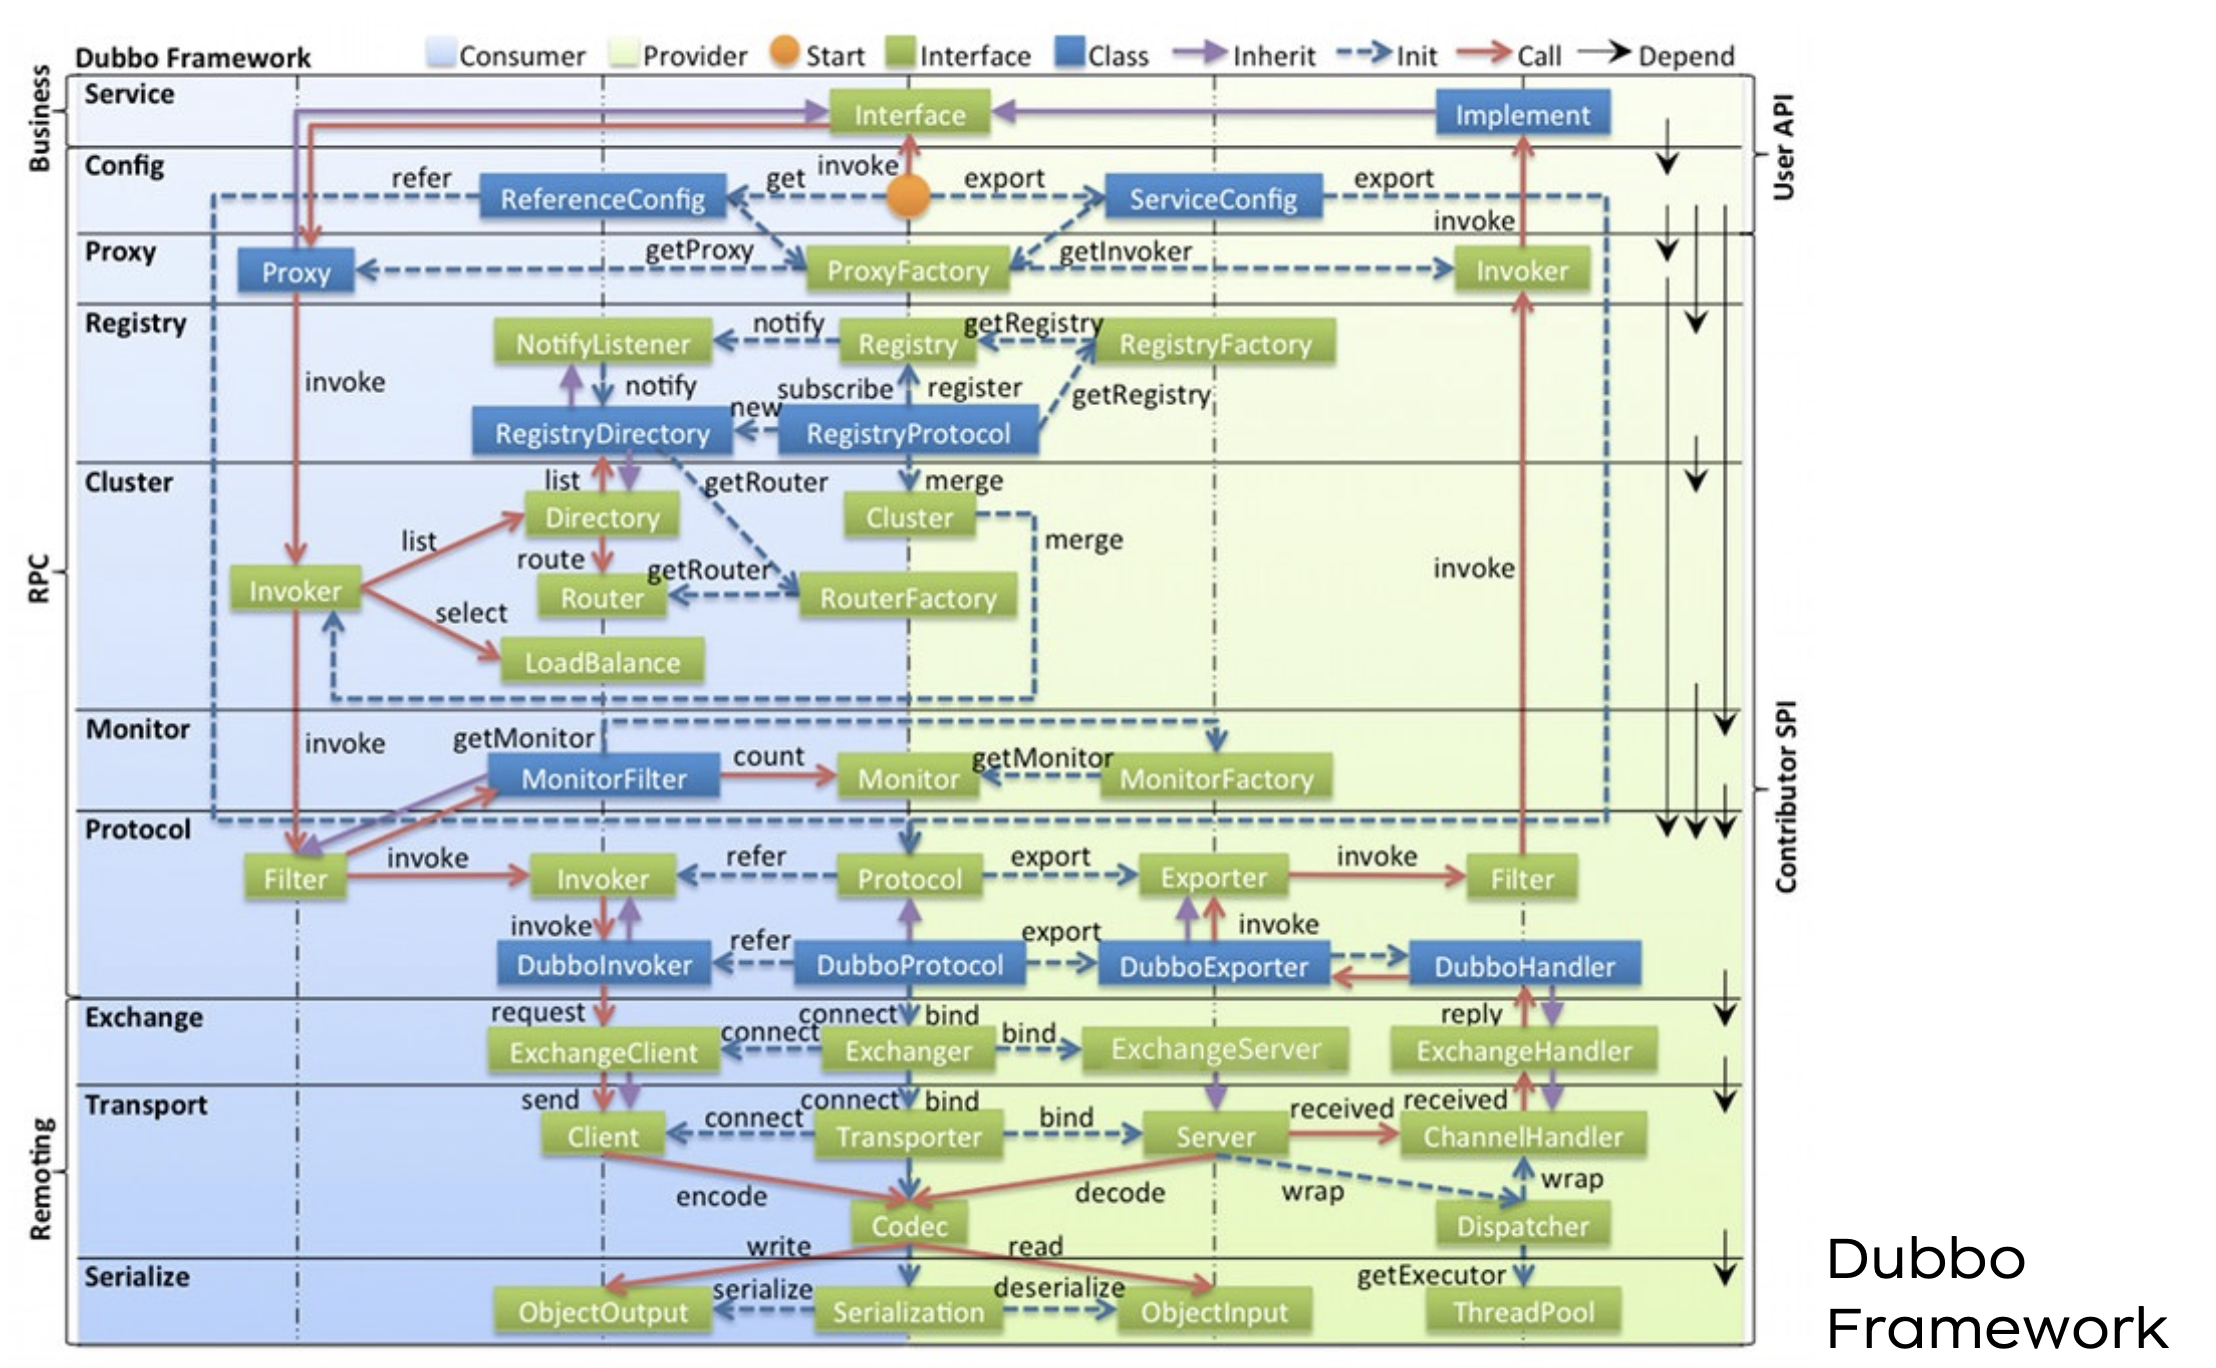 Dubbo Framework
Consumer
Provider
Start
Interface
Class
Inherit
Init
Call
Depend
Business
RPC
Remoting
User API
Contributor SPI
Service
Interface
Implement
Config
refer
ReferenceConfig
get
invoke
export
ServiceConfig
export
invoke
Proxy
Proxy
getProxy
ProxyFactory
getInvoker
Invoker
Registry
NotifyListener
notify
Registry
getRegistry
RegistryFactory
invoke
notify
subscribe
register
getRegistry
new
RegistryDirectory
RegistryProtocol
Cluster
list
getRouter
merge
Directory
Cluster
list
merge
route
getRouter
invoke
Invoker
Router
RouterFactory
select
LoadBalance
Monitor
invoke
getMonitor
count
getMonitor
MonitorFilter
Monitor
MonitorFactory
Protocol
invoke
refer
export
invoke
Filter
Invoker
Protocol
Exporter
Filter
invoke
refer
export
invoke
DubboInvoker
DubboProtocol
DubboExporter
DubboHandler
Exchange
request
connect
bind
reply
connect
bind
ExchangeClient
Exchanger
ExchangeServer
ExchangeHandler
Transport
send
connect
bind
received
received
connect
bind
Client
Transporter
Server
ChannelHandler
encode
decode
wrap
wrap
Codec
Dispatcher
write
read
Serialize
serialize
deserialize
getExecutor
ObjectOutput
Serialization
ObjectInput
ThreadPool
Dubbo
Framework